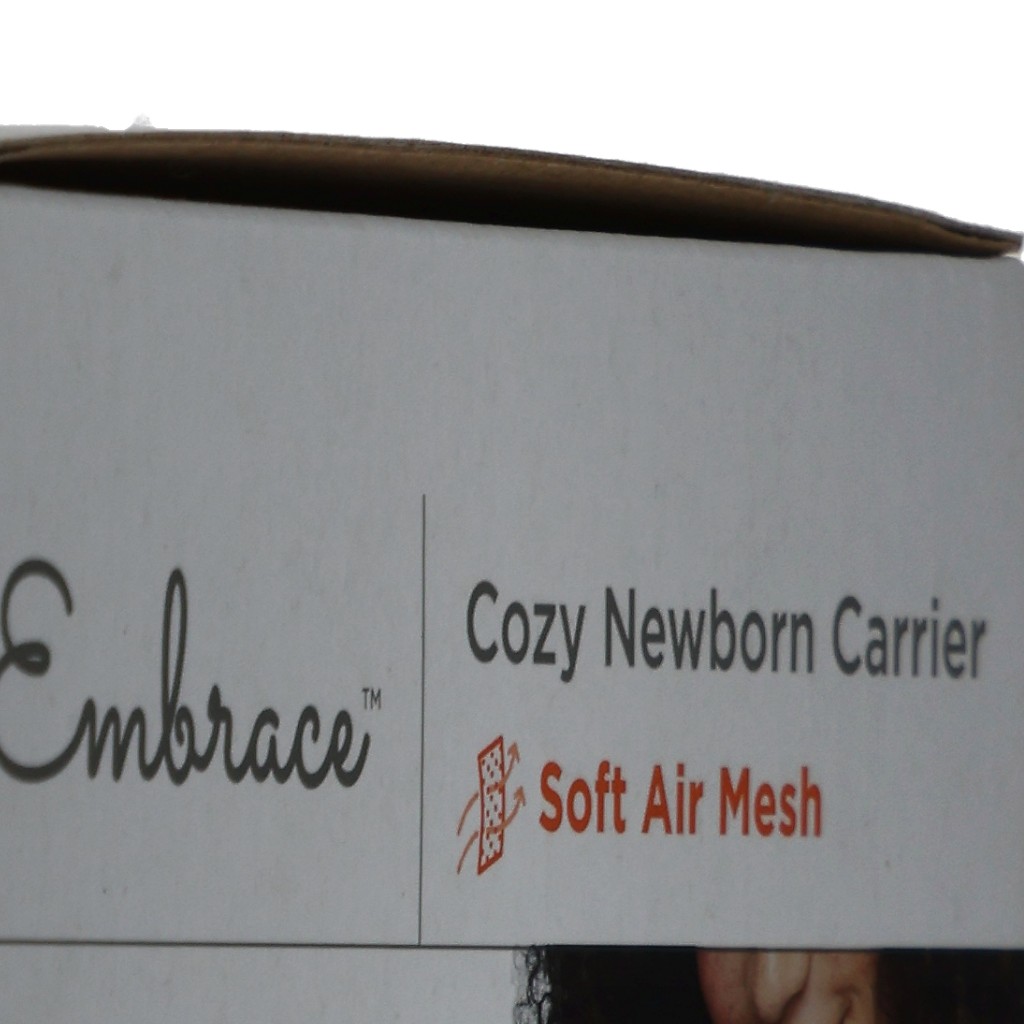 Embrace™
Cozy Newborn Carrier
Soft Air Mesh